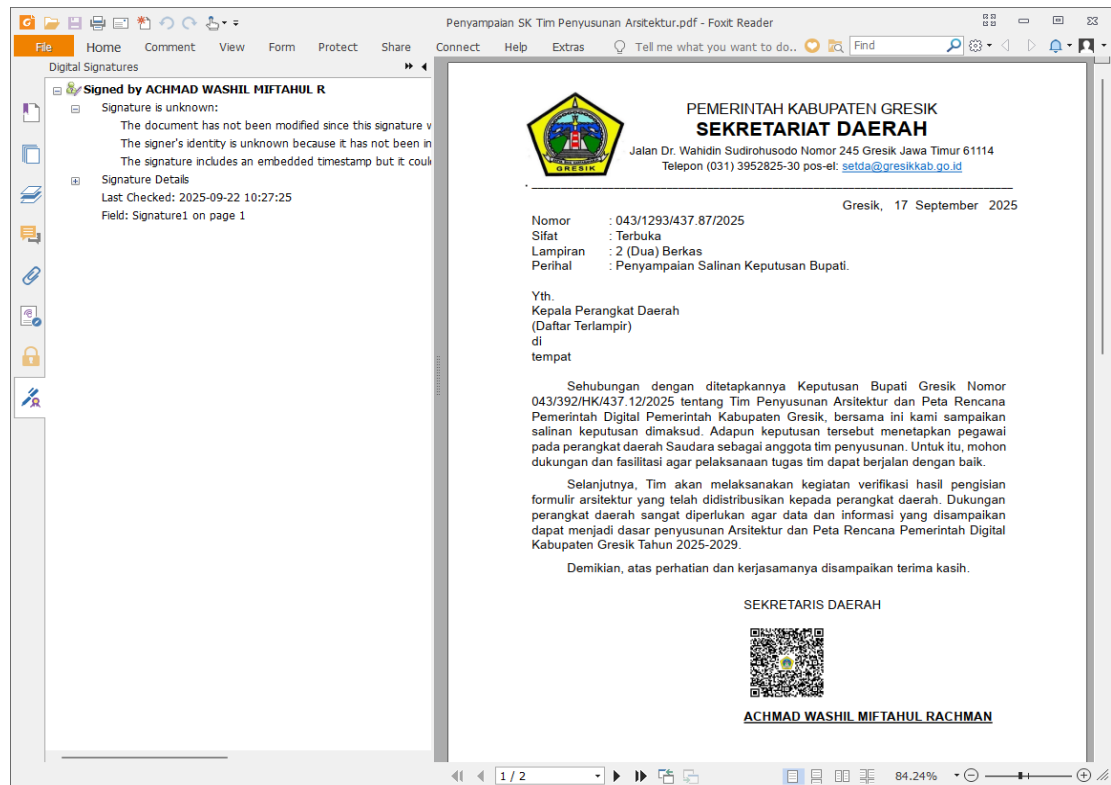 Penyampaian SK Tim Penyusunan Arsitektur.pdf - Foxit Reader
File Home Comment View Form Protect Share Connect Help Extras Tell me what you want to do.. Find
Digital Signatures
Signed by ACHMAD WASHIL MIFTAHUL R
Signature is unknown:
The document has not been modified since this signature
The signer's identity is unknown because it has not been in
The signature includes an embedded timestamp but it coul
Signature Details
Last Checked: 2025-09-22 10:27:25
Field: Signature1 on page 1
GRESIK
PEMERINTAH KABUPATEN GRESIK
SEKRETARIAT DAERAH
Jalan Dr. Wahidin Sudirohusodo Nomor 245 Gresik Jawa Timur 61114
Telepon (031) 3952825-30 pos-el: setda@gresikkab.go.id
Gresik, 17 September 2025
Nomor : 043/1293/437.87/2025
Sifat : Terbuka
Lampiran : 2 (Dua) Berkas
Perihal : Penyampaian Salinan Keputusan Bupati.
Yth.
Kepala Perangkat Daerah
(Daftar Terlampir)
di
tempat
Sehubungan dengan ditetapkannya Keputusan Bupati Gresik Nomor
043/392/HK/437.12/2025 tentang Tim Penyusunan Arsitektur dan Peta Rencana
Pemerintah Digital Pemerintah Kabupaten Gresik, bersama ini kami sampaikan
salinan keputusan dimaksud. Adapun keputusan tersebut menetapkan pegawai
pada perangkat daerah Saudara sebagai anggota tim penyusunan. Untuk itu, mohon
dukungan dan fasilitasi agar pelaksanaan tugas tim dapat berjalan dengan baik.
Selanjutnya, Tim akan melaksanakan kegiatan verifikasi hasil pengisian
formulir arsitektur yang telah didistribusikan kepada perangkat daerah. Dukungan
perangkat daerah sangat diperlukan agar data dan informasi yang disampaikan
dapat menjadi dasar penyusunan Arsitektur dan Peta Rencana Pemerintah Digital
Kabupaten Gresik Tahun 2025-2029.
Demikian, atas perhatian dan kerjasamanya disampaikan terima kasih.
SEKRETARIS DAERAH
ACHMAD WASHIL MIFTAHUL RACHMAN
1 / 2
84.24%